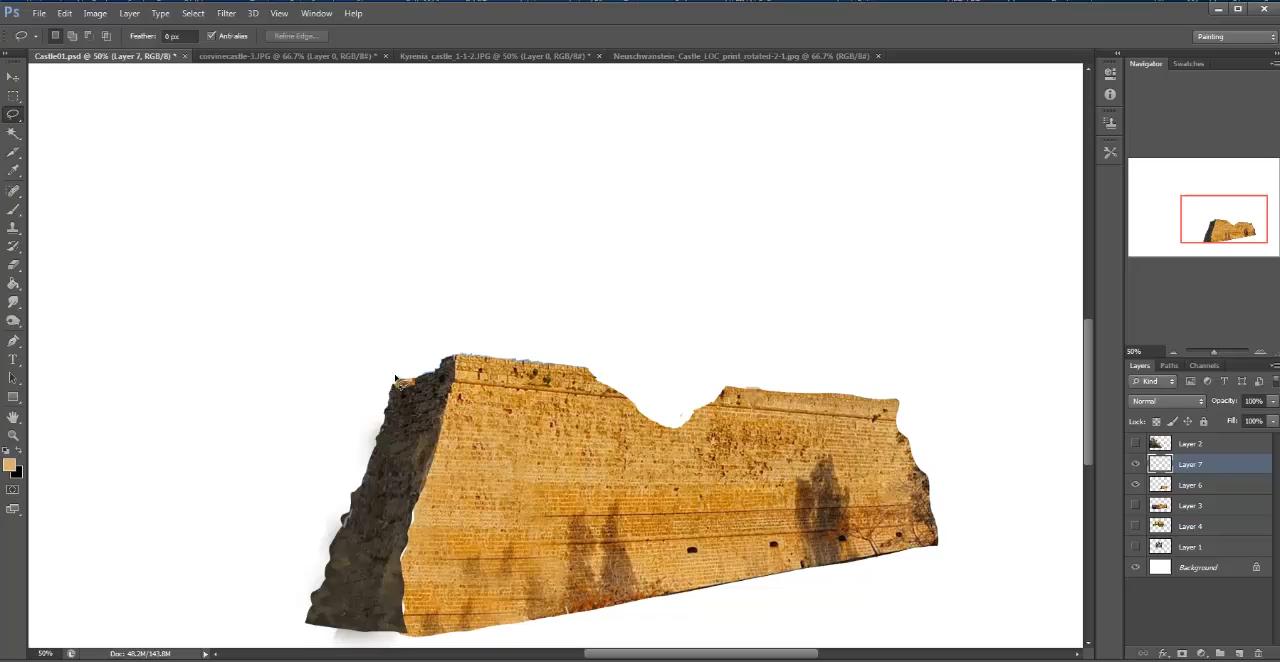 Ps File Edit Image Layer Type Select Filter 3D View Window Help
Feather: 0 px Anti-alias Refine Edge... Painting
Castle01.psd @ 50% (Layer 7, RGB/8) * × corvinecastle-3.JPG @ 66.7% (Layer 0, RGB/8#) * × Kyrenia_castle_1-1-2.JPG @ 50% (Layer 0, RGB/8#) * × Neuschwanstein_Castle_LOC_print_rotated-2-1.jpg @ 66.7% (RGB/8#) ×
Navigator Swatches
50%
Layers Paths Channels
Kind
Normal Opacity: 100%
Lock: Fill: 100%
Layer 2
Layer 7
Layer 6
Layer 3
Layer 4
Layer 1
Background
T
50% Doc: 48.2M/143.8M